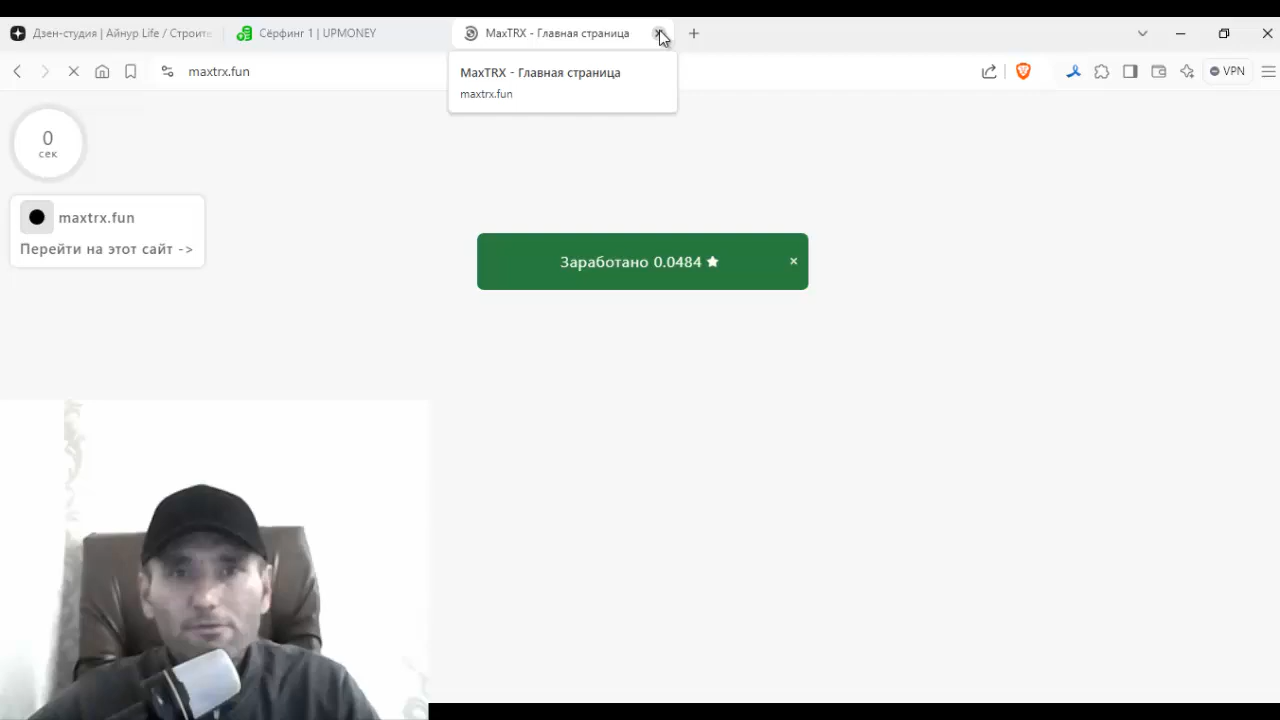 Дзен-студия | Айнур Life / Строите
Сёрфинг 1 | UPMONEY
MaxTRX - Главная страница
maxtrx.fun
VPN
MaxTRX - Главная страница
maxtrx.fun
0
сек
maxtrx.fun
Перейти на этот сайт ->
Заработано 0.0484 ★
×